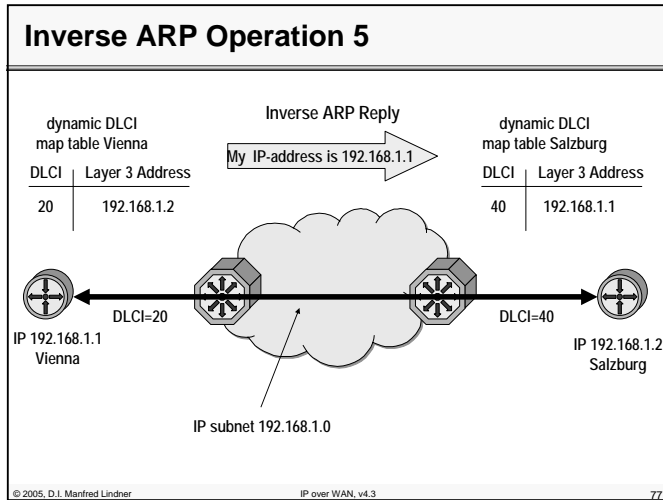 Inverse ARP Operation 5
dynamic DLCI
map table Vienna
DLCI Layer 3 Address
20 192.168.1.2
Inverse ARP Reply
My IP-address is 192.168.1.1
dynamic DLCI
map table Salzburg
DLCI Layer 3 Address
40 192.168.1.1
DLCI=20
DLCI=40
IP 192.168.1.1
Vienna
IP 192.168.1.2
Salzburg
IP subnet 192.168.1.0
© 2005, D.I. Manfred Lindner
IP over WAN, v4.3
77